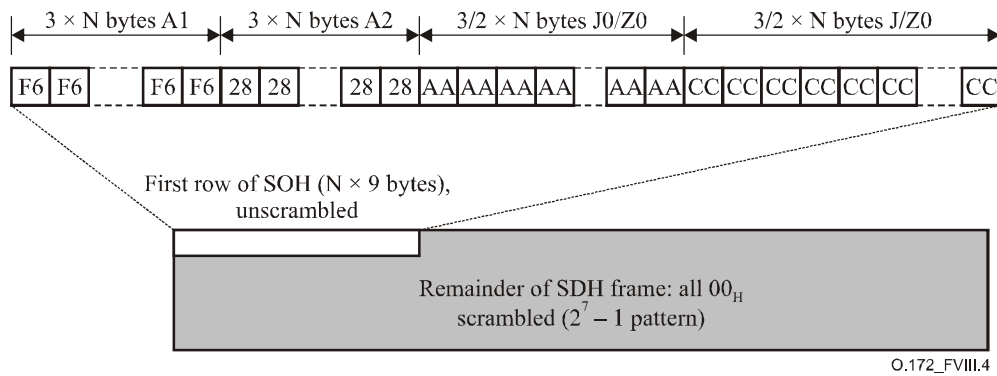 3 × N bytes A1 3 × N bytes A2 3/2 × N bytes J0/Z0 3/2 × N bytes J/Z0
F6 F6 F6 F6 28 28 28 28 AA AA AA AA AA AA CC CC CC CC CC CC CC
First row of SOH (N × 9 bytes),
unscrambled
Remainder of SDH frame: all 00H
scrambled (2⁷ – 1 pattern)
O.172_FVIII.4